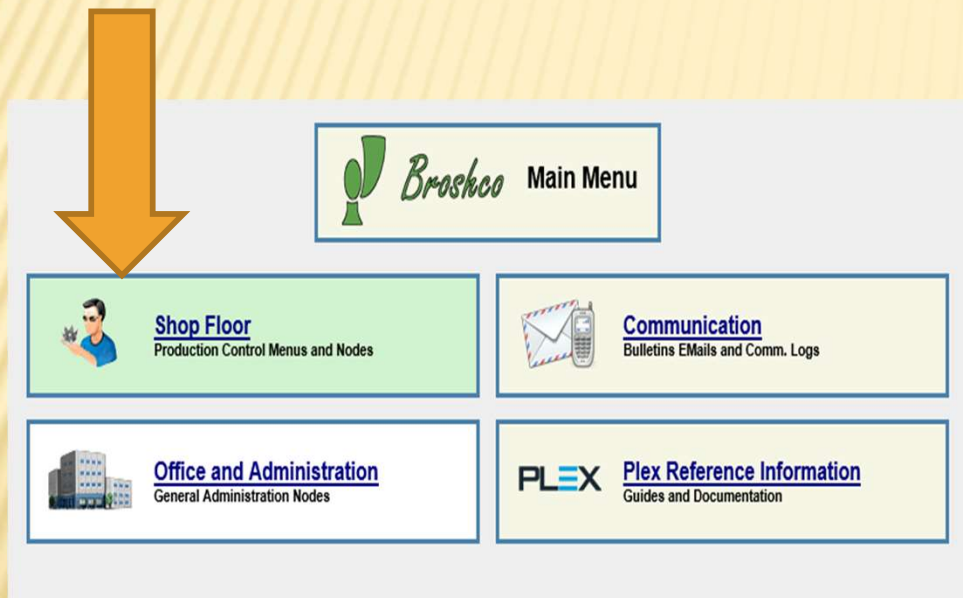 Broshco Main Menu
Shop Floor
Production Control Menus and Nodes
Communication
Bulletins EMails and Comm. Logs
Office and Administration
General Administration Nodes
PLEX
Plex Reference Information
Guides and Documentation